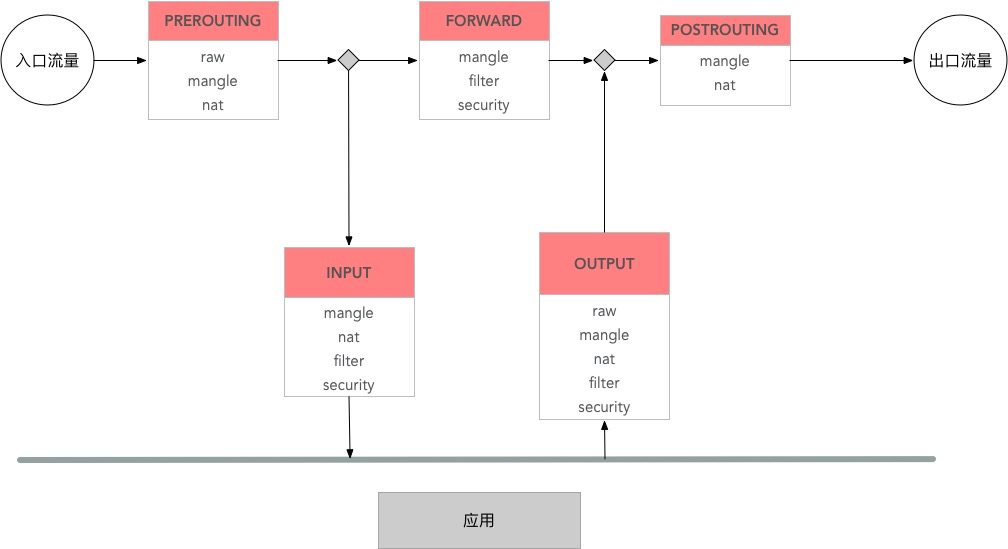 入口流量
PREROUTING
raw
mangle
nat
FORWARD
mangle
filter
security
POSTROUTING
mangle
nat
出口流量
INPUT
mangle
nat
filter
security
OUTPUT
raw
mangle
nat
filter
security
应用